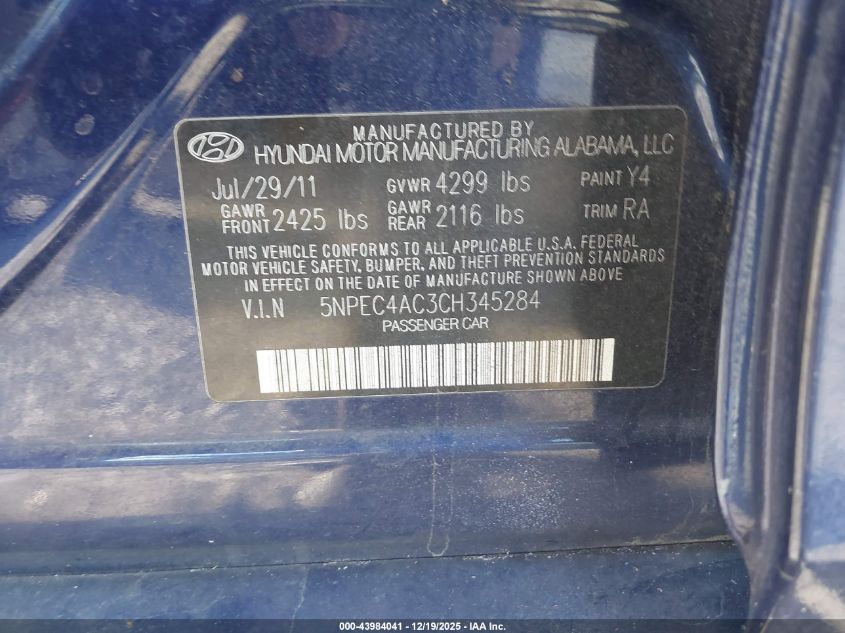 MANUFACTURED BY
HYUNDAI MOTOR MANUFACTURING ALABAMA, LLC
Jul/29/11 GVWR 4299 lbs PAINT Y4
GAWR FRONT 2425 lbs GAWR REAR 2116 lbs TRIM RA
THIS VEHICLE CONFORMS TO ALL APPLICABLE U.S.A. FEDERAL
MOTOR VEHICLE SAFETY, BUMPER, AND THEFT PREVENTION STANDARDS
IN EFFECT ON THE DATE OF MANUFACTURE SHOWN ABOVE
V.I.N 5NPEC4AC3CH345284
PASSENGER CAR
000-43984041 - 12/19/2025 - IAA Inc.